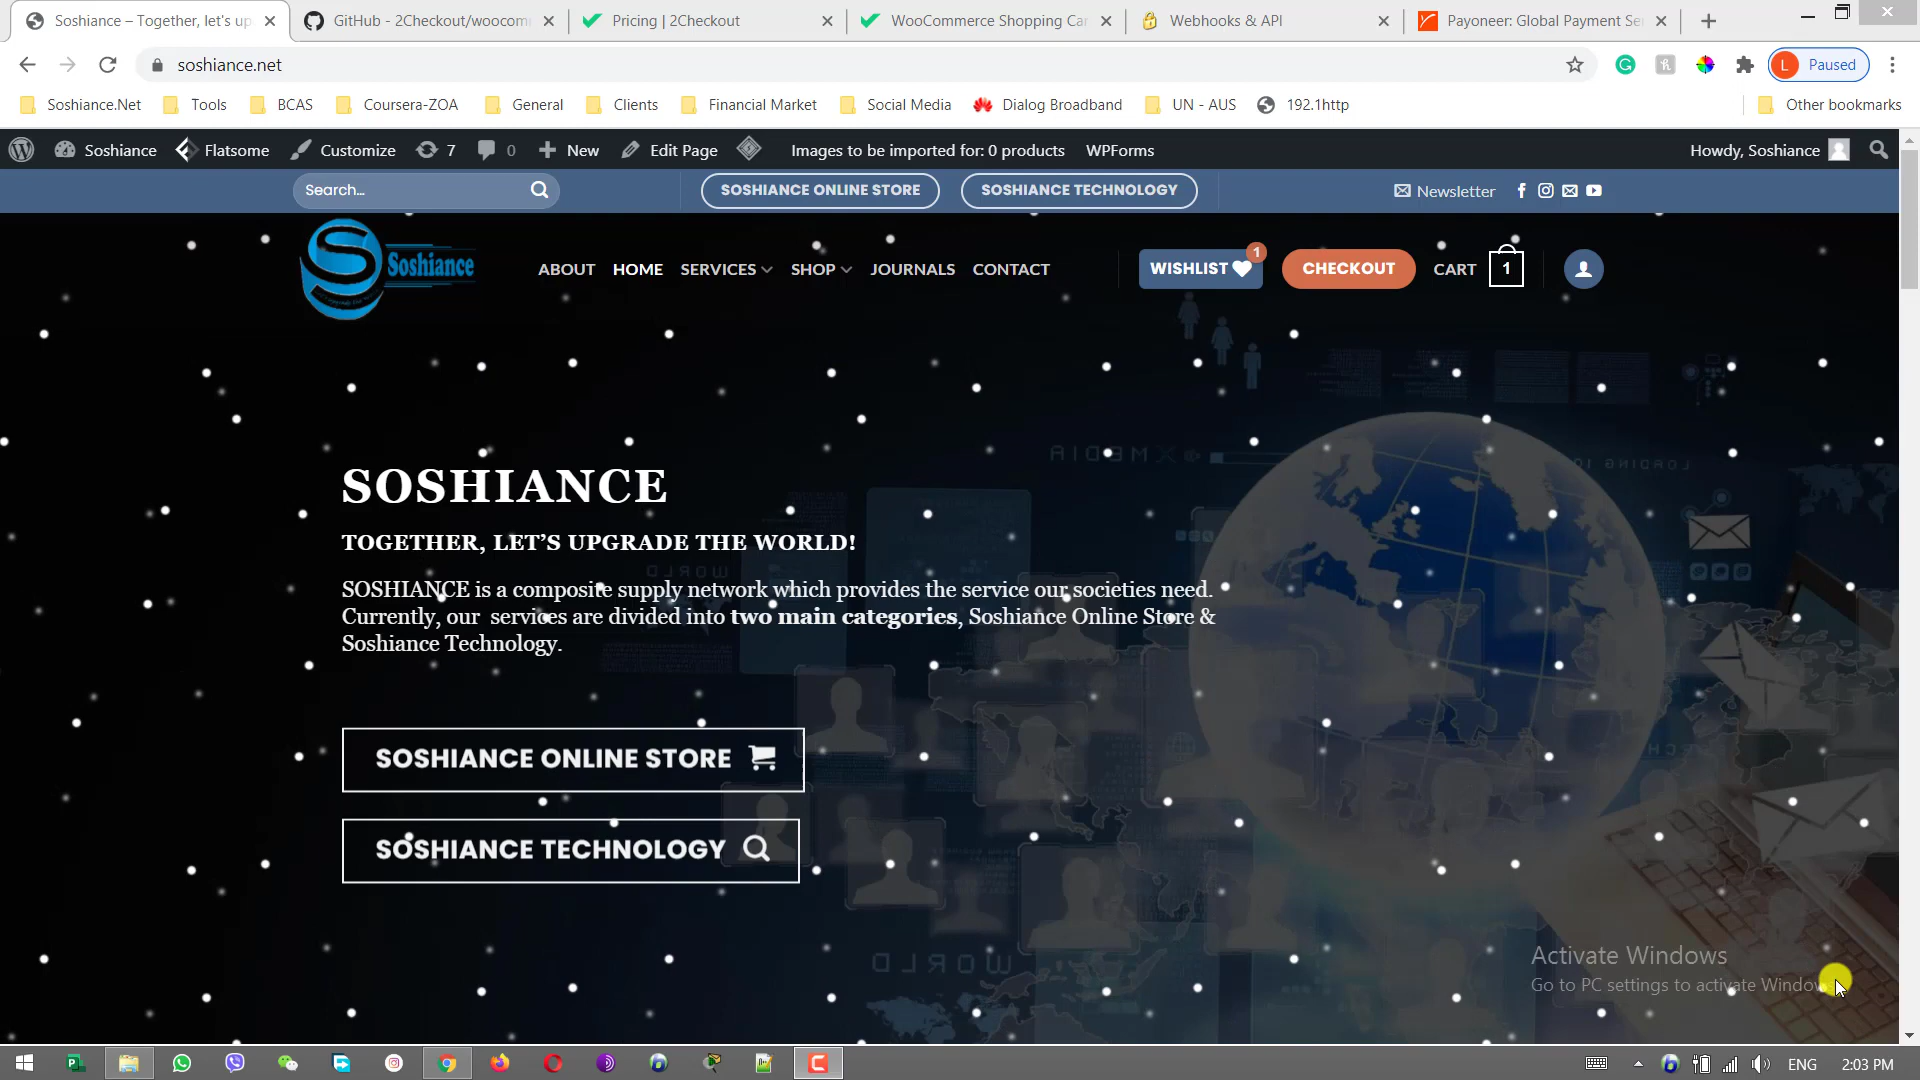 Soshiance – Together, let's up
GitHub - 2Checkout/woocom
Pricing | 2Checkout
WooCommerce Shopping Car
Webhooks & API
Payoneer: Global Payment Se
soshiance.net
L Paused
Soshiance.Net
Tools
BCAS
Coursera-ZOA
General
Clients
Financial Market
Social Media
Dialog Broadband
UN - AUS
192.1http
Other bookmarks
Soshiance
Flatsome
Customize
7
0
New
Edit Page
Images to be imported for: 0 products
WPForms
Howdy, Soshiance
Search...
SOSHIANCE ONLINE STORE
SOSHIANCE TECHNOLOGY
Newsletter
Soshiance
ABOUT
HOME
SERVICES
SHOP
JOURNALS
CONTACT
WISHLIST
1
CHECKOUT
CART
1
SOSHIANCE
TOGETHER, LET'S UPGRADE THE WORLD!
SOSHIANCE is a composite supply network which provides the service our societies need.
Currently, our services are divided into two main categories, Soshiance Online Store &
Soshiance Technology.
SOSHIANCE ONLINE STORE
SOSHIANCE TECHNOLOGY
WORLD
Activate Windows
Go to PC settings to activate Window
ENG
2:03 PM